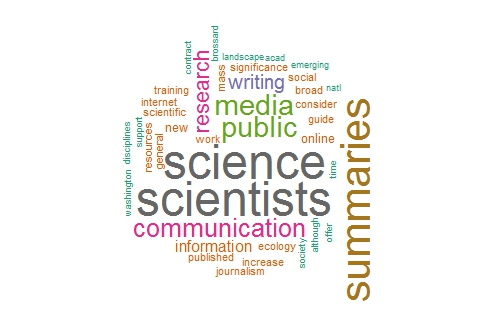 contract
brossard
landscape acad
mass significance emerging
research writing social
training broad natl
internet media consider
scientific public guide
support resources general new work online
disciplines science time
washington scientists summaries
communication society although offer
information ecology
published increase
journalism